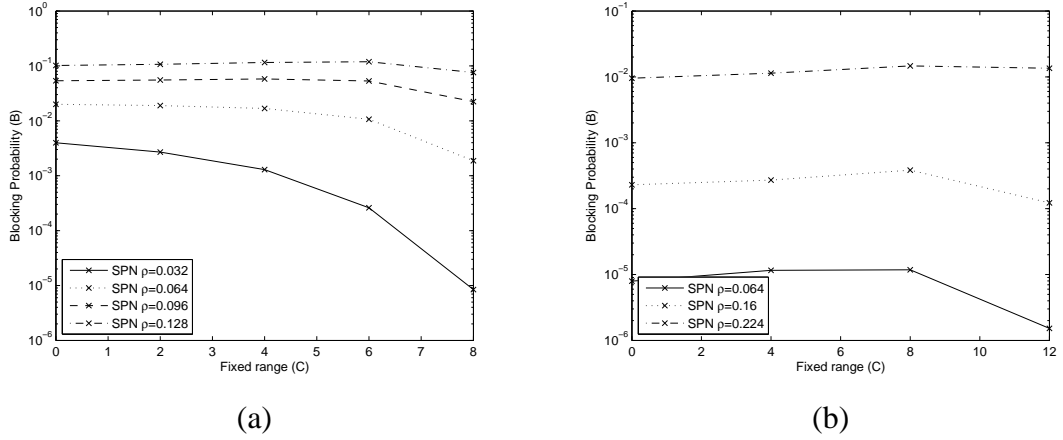 10^0
10^-1
10^-2
10^-3
10^-4
10^-5
10^-6
Blocking Probability (B)
0 1 2 3 4 5 6 7 8
Fixed range (C)
SPN ρ=0.032
SPN ρ=0.064
SPN ρ=0.096
SPN ρ=0.128
(a)
10^-1
10^-2
10^-3
10^-4
10^-5
10^-6
Blocking Probability (B)
0 2 4 6 8 10 12
Fixed range (C)
SPN ρ=0.064
SPN ρ=0.16
SPN ρ=0.224
(b)